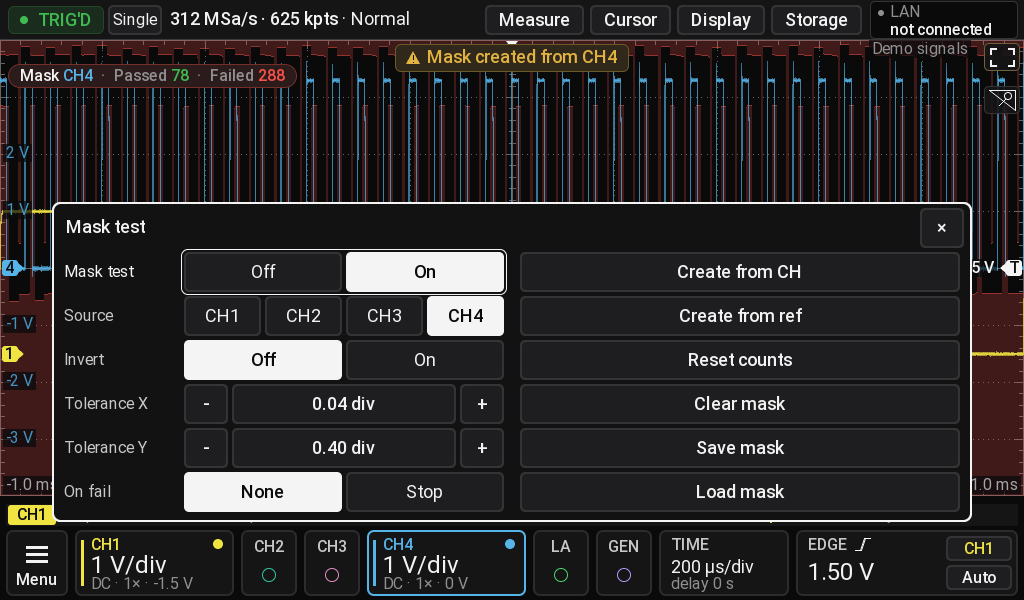 TRIG'D Single 312 MSa/s · 625 kpts · Normal Measure Cursor Display Storage LAN
not connected
Demo signals
Mask created from CH4
Mask CH4 · Passed 78 · Failed 288
2 V
1 V
4
5 V T
-1 V
1
-2 V
-3 V
-1.0 ms
1.0 ms
Mask test ×
Mask test Off On Create from CH
Source CH1 CH2 CH3 CH4 Create from ref
Invert Off On Reset counts
Tolerance X - 0.04 div + Clear mask
Tolerance Y - 0.40 div + Save mask
On fail None Stop Load mask
CH1
Menu
CH1
1 V/div
DC · 1× · -1.5 V
CH2
CH3
CH4
1 V/div
DC · 1× · 0 V
LA
GEN
TIME
200 µs/div
delay 0 s
EDGE
1.50 V
CH1
Auto